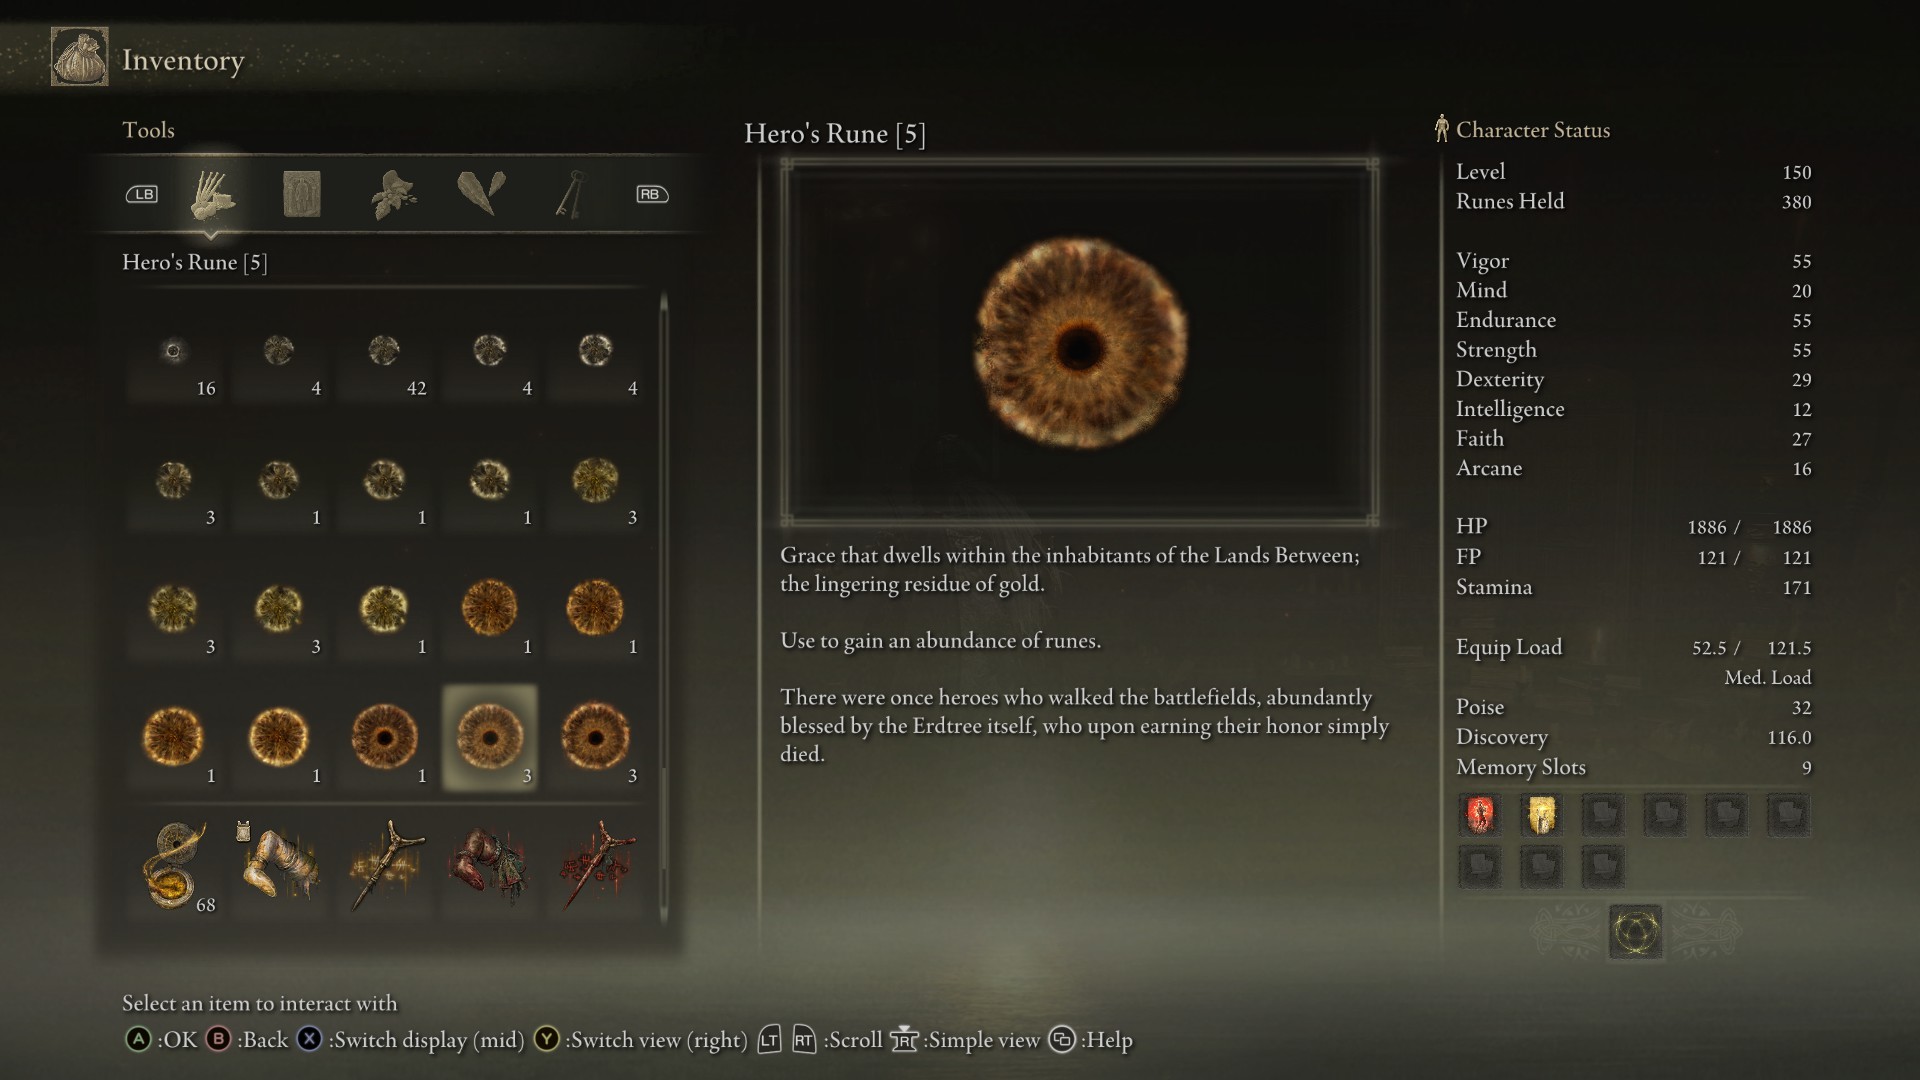 Inventory
Tools
LB
RB
Hero's Rune [5]
16 4 42 4 4
3 1 1 1 3
3 3 1 1 1
1 1 1 3 3
68
Hero's Rune [5]
Grace that dwells within the inhabitants of the Lands Between;
the lingering residue of gold.
Use to gain an abundance of runes.
There were once heroes who walked the battlefields, abundantly
blessed by the Erdtree itself, who upon earning their honor simply
died.
Character Status
Level 150
Runes Held 380
Vigor 55
Mind 20
Endurance 55
Strength 55
Dexterity 29
Intelligence 12
Faith 27
Arcane 16
HP 1886 / 1886
FP 121 / 121
Stamina 171
Equip Load 52.5 / 121.5
Med. Load
Poise 32
Discovery 116.0
Memory Slots 9
Select an item to interact with
A :OK B :Back X :Switch display (mid) Y :Switch view (right) LT RT :Scroll R :Simple view :Help